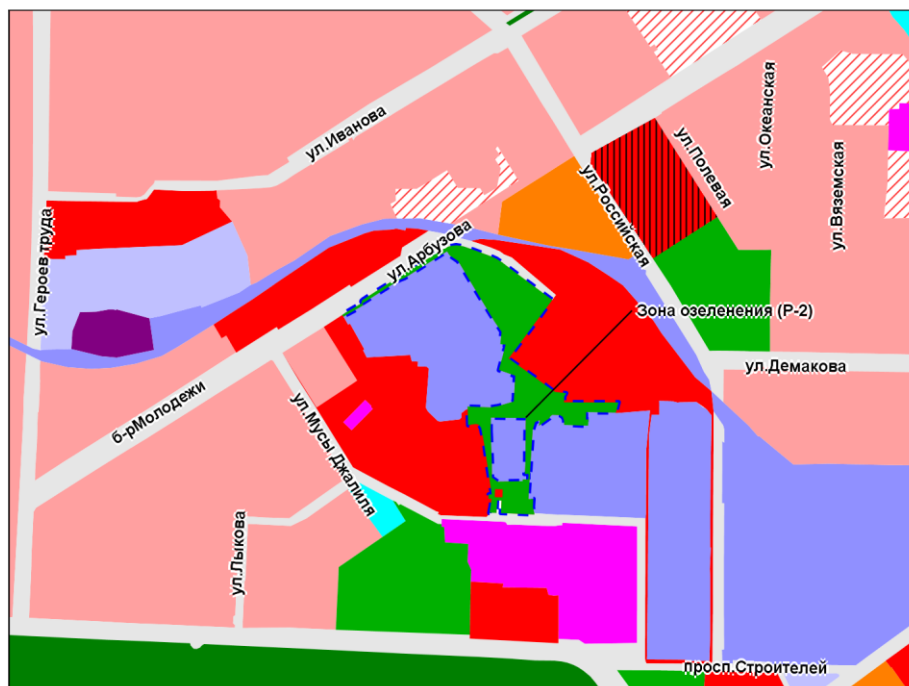 ул.Иванова
ул.Полевая
ул.Океанская
ул.Вяземская
ул.Российская
ул.Героев труда
ул.Арбузова
Зона озеленения (Р-2)
ул.Демакова
б-рМолодежи
ул.Мусы Джалиля
ул.Лыкова
просп.Строителей